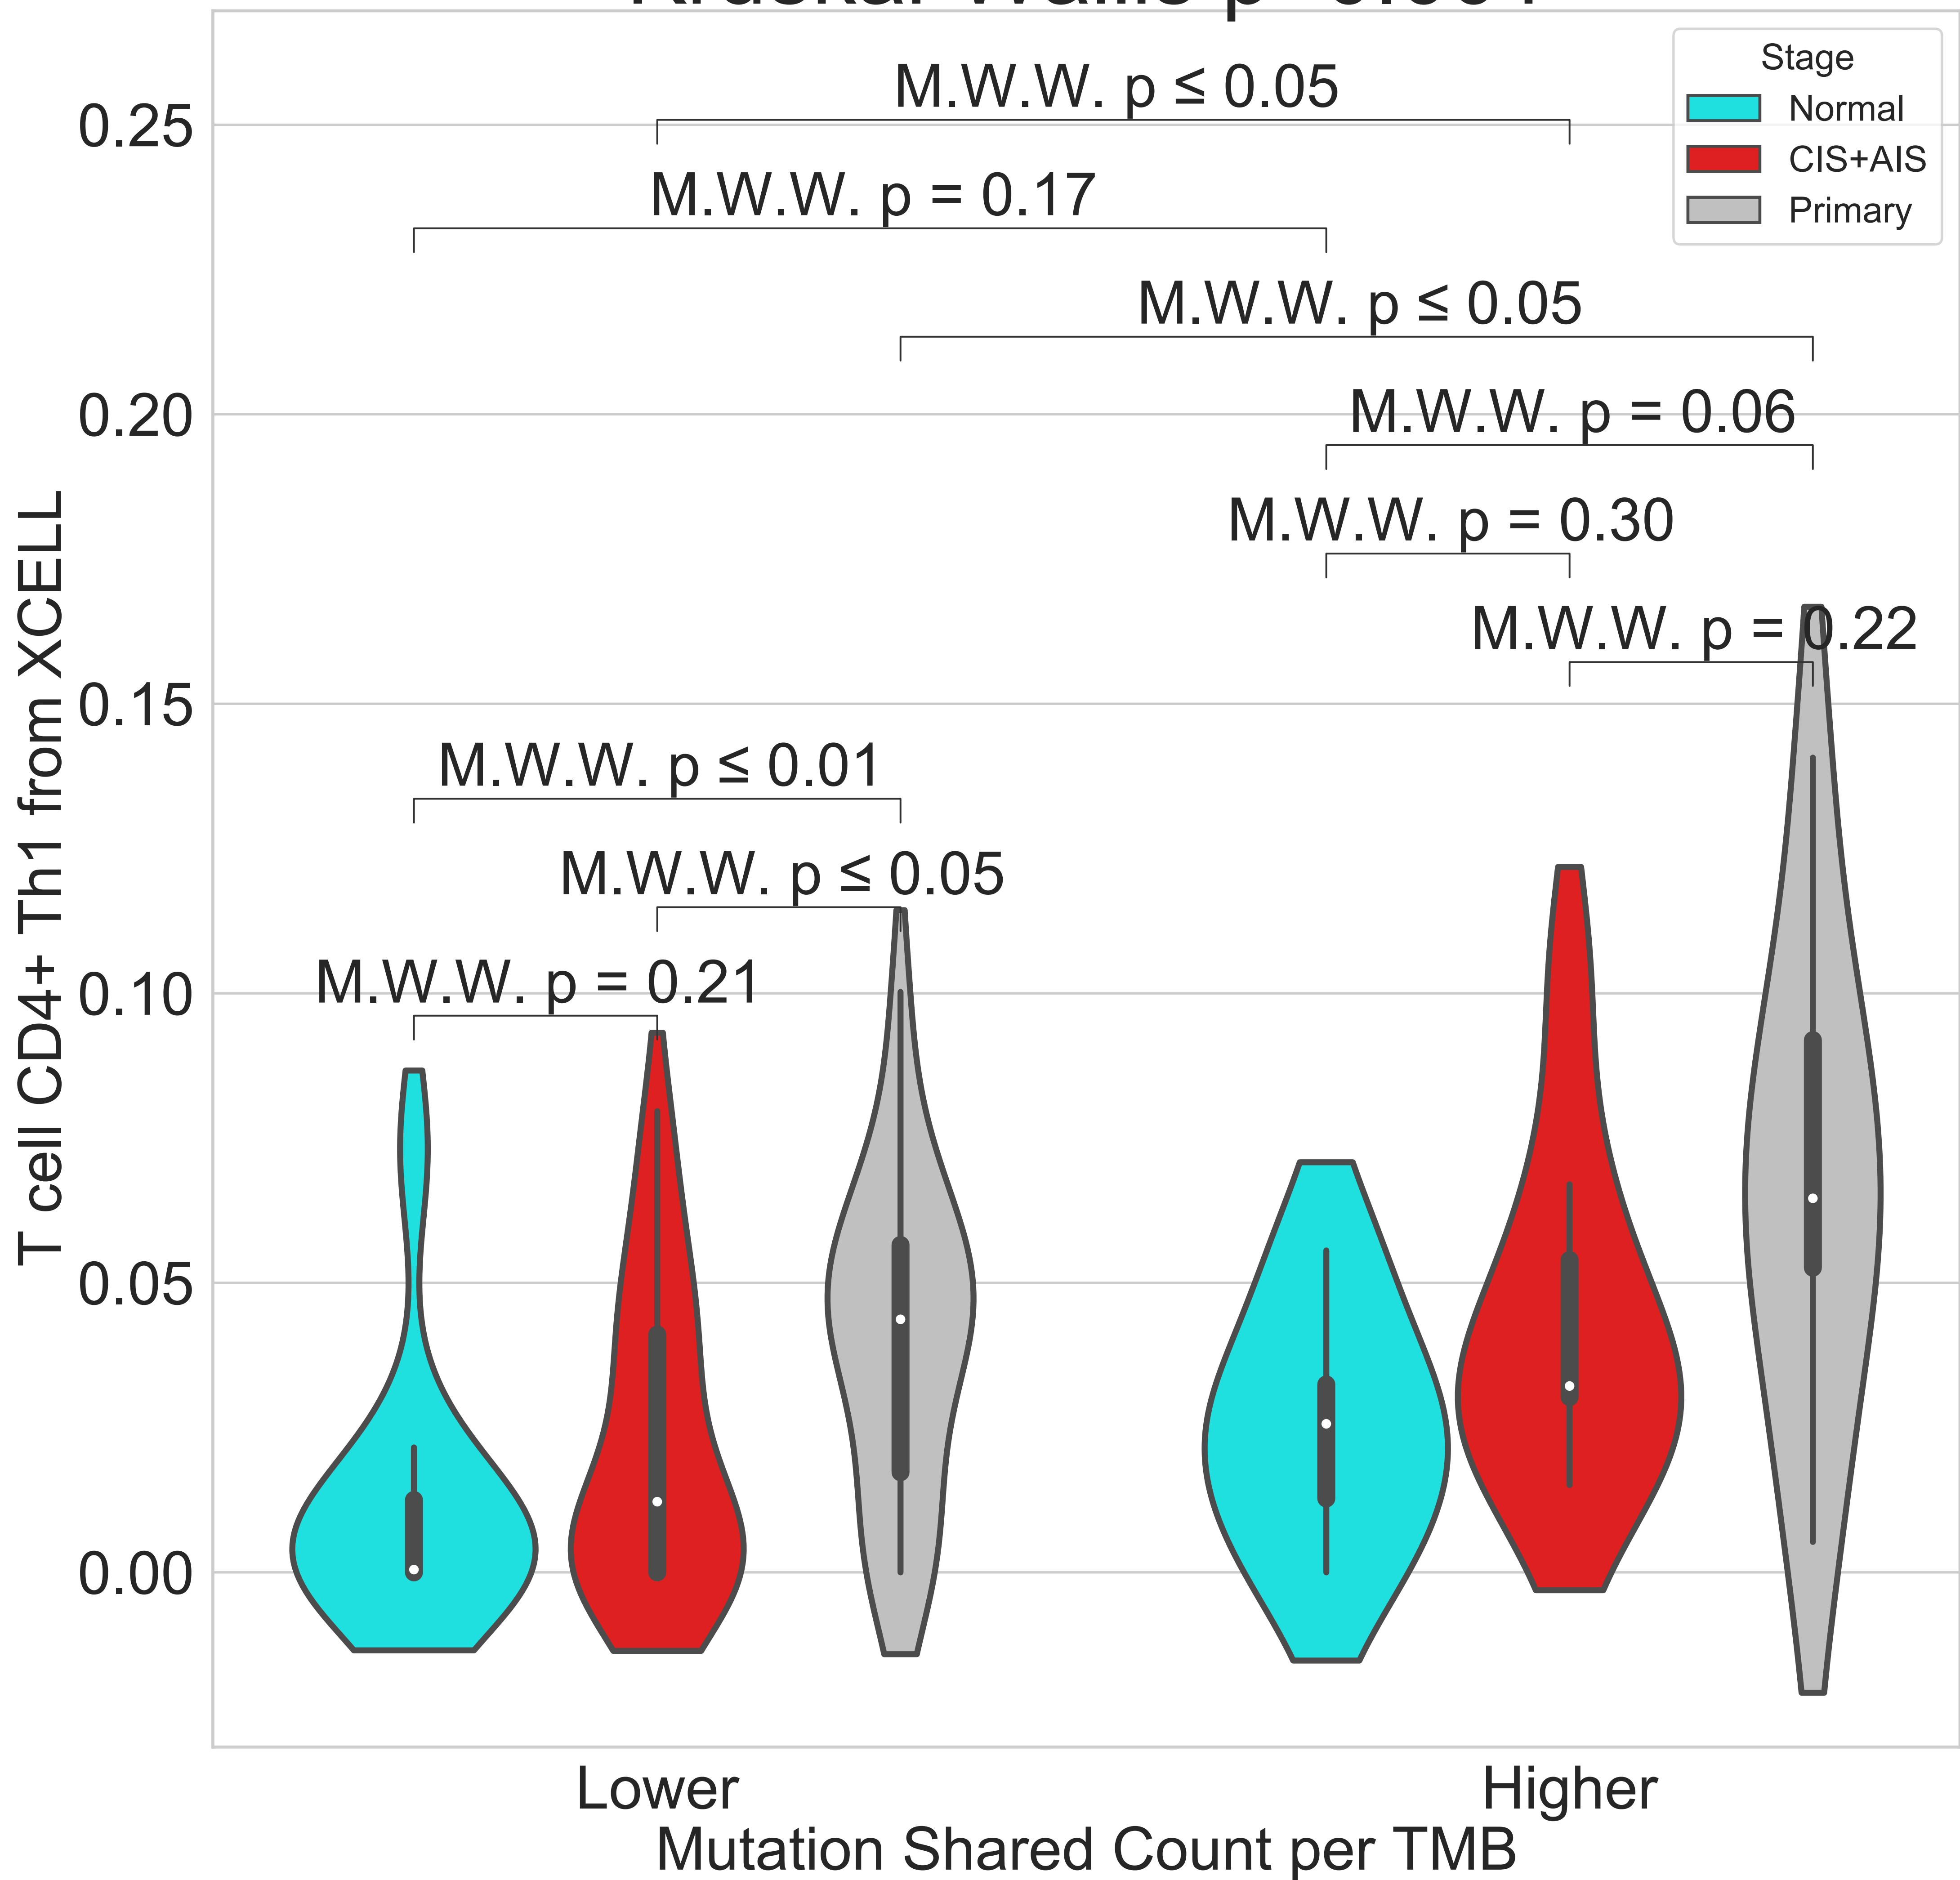 Stage
Normal
CIS+AIS
Primary
M.W.W. p ≤ 0.05
M.W.W. p = 0.17
M.W.W. p ≤ 0.05
M.W.W. p = 0.06
M.W.W. p = 0.30
M.W.W. p = 0.22
M.W.W. p ≤ 0.01
M.W.W. p ≤ 0.05
M.W.W. p = 0.21
0.25
0.20
0.15
0.10
0.05
0.00
T cell CD4+ Th1 from XCELL
Lower
Higher
Mutation Shared Count per TMB